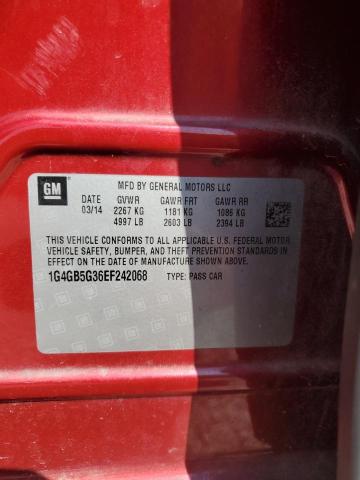 GM
MFD BY GENERAL MOTORS LLC
DATE GVWR GAWR FRT GAWR RR
03/14 2267 KG 1181 KG 1086 KG
4997 LB 2603 LB 2394 LB
THIS VEHICLE CONFORMS TO ALL APPLICABLE U.S. FEDERAL MOTOR
VEHICLE SAFETY, BUMPER, AND THEFT PREVENTION STANDARDS IN
EFFECT ON THE DATE OF MANUFACTURE SHOWN ABOVE.
1G4GB5G36EF242068 TYPE: PASS CAR